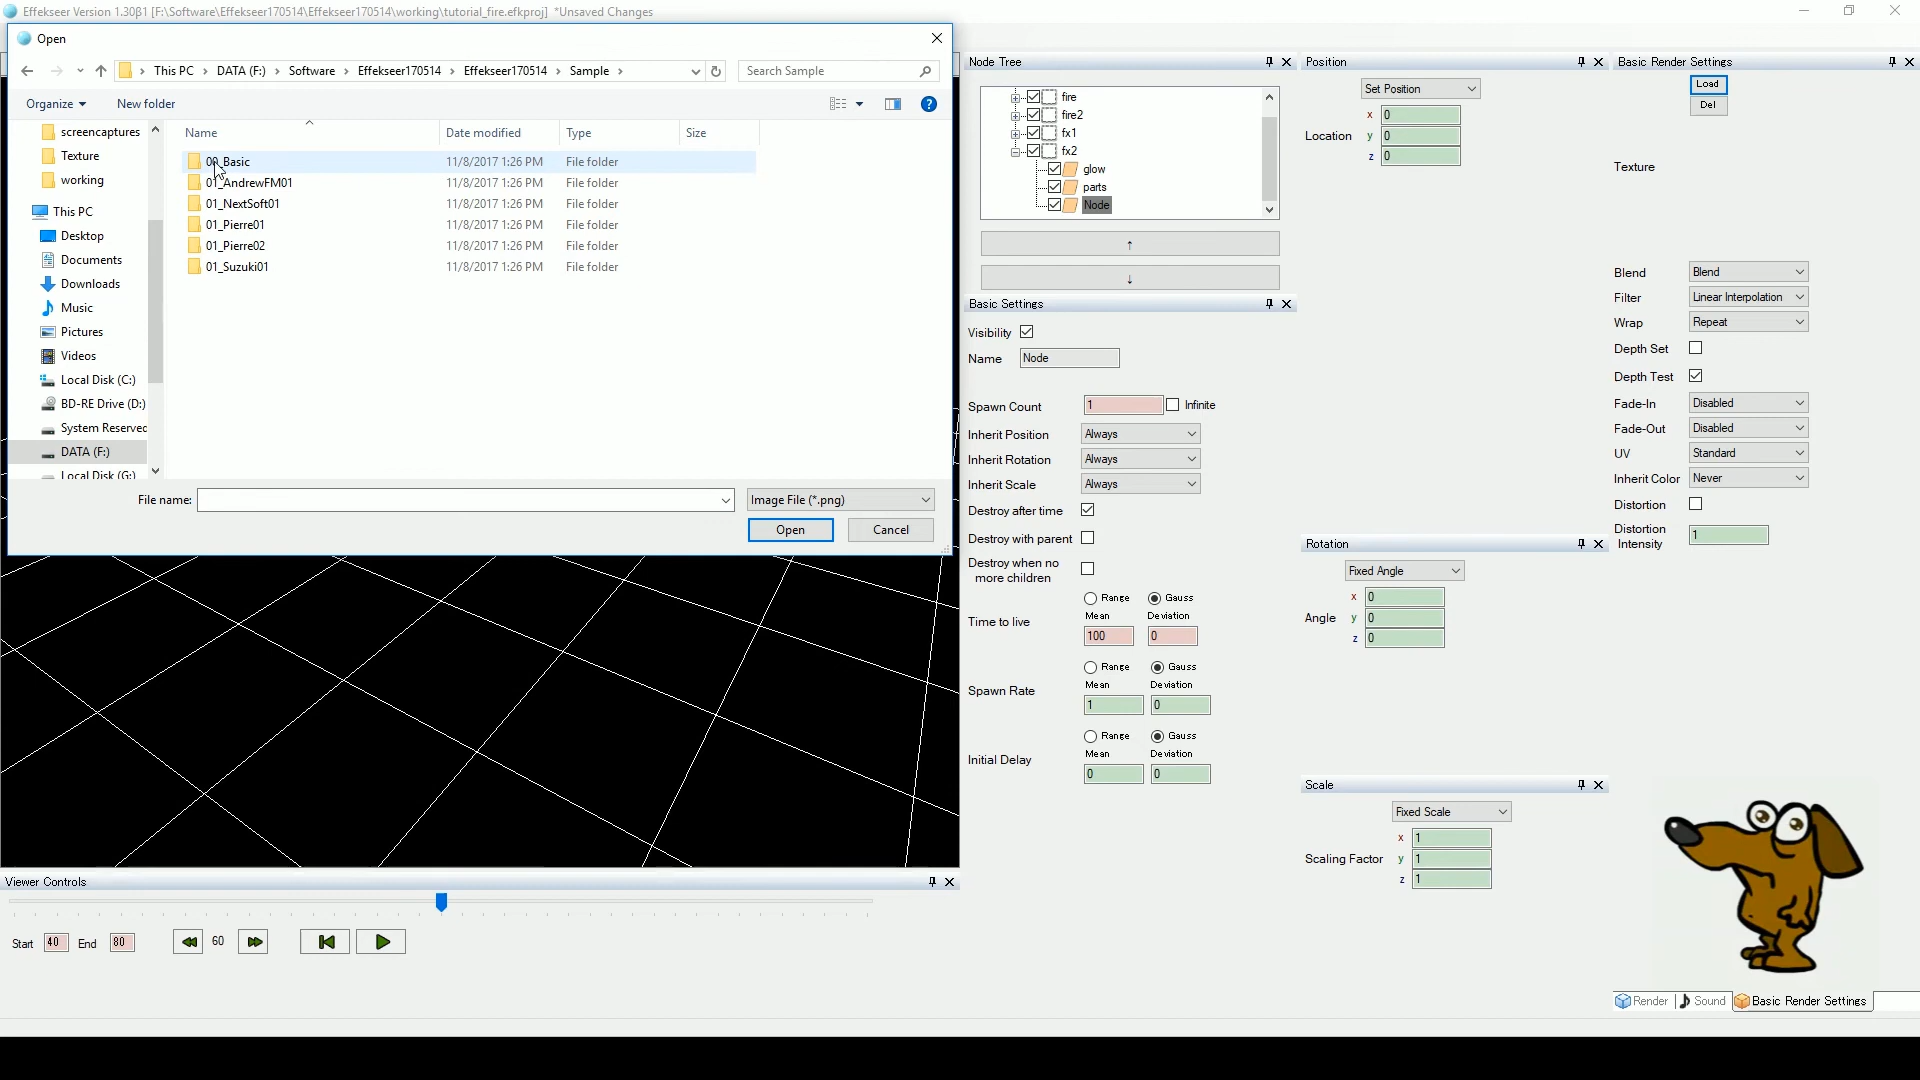 Effekseer Version 1.30β1 [F:\Software\Effekseer170514\Effekseer170514\working\tutorial_fire.efkproj] *Unsaved Changes
Open
This PC > DATA (F:) > Software > Effekseer170514 > Effekseer170514 > Sample >
Search Sample
Organize
New folder
screencaptures
Texture
working
This PC
Desktop
Documents
Downloads
Music
Pictures
Videos
Local Disk (C:)
BD-RE Drive (D:)
System Reserved
DATA (F:)
Local Disk (G:)
Name Date modified Type Size
00_Basic 11/8/2017 1:26 PM File folder
01_AndrewFM01 11/8/2017 1:26 PM File folder
01_NextSoft01 11/8/2017 1:26 PM File folder
01_Pierre01 11/8/2017 1:26 PM File folder
01_Pierre02 11/8/2017 1:26 PM File folder
01_Suzuki01 11/8/2017 1:26 PM File folder
File name:
Image File (*.png)
Open
Cancel
Node Tree
fire
fire2
fx1
fx2
glow
parts
Node
↑
↓
Basic Settings
Visibility
Name Node
Spawn Count 1 Infinite
Inherit Position Always
Inherit Rotation Always
Inherit Scale Always
Destroy after time
Destroy with parent
Destroy when no
more children
Range Gauss
Mean Deviation
Time to live
100 0
Range Gauss
Mean Deviation
Spawn Rate
1 0
Range Gauss
Mean Deviation
Initial Delay
0 0
Position
Set Position
x 0
Location y 0
z 0
Rotation
Fixed Angle
x 0
Angle y 0
z 0
Scale
Fixed Scale
x 1
Scaling Factor y 1
z 1
Basic Render Settings
Load
Del
Texture
Blend Blend
Filter Linear Interpolation
Wrap Repeat
Depth Set
Depth Test
Fade-In Disabled
Fade-Out Disabled
UV Standard
Inherit Color Never
Distortion
Distortion
Intensity 1
Render Sound Basic Render Settings
Viewer Controls
Start 40 End 80 60